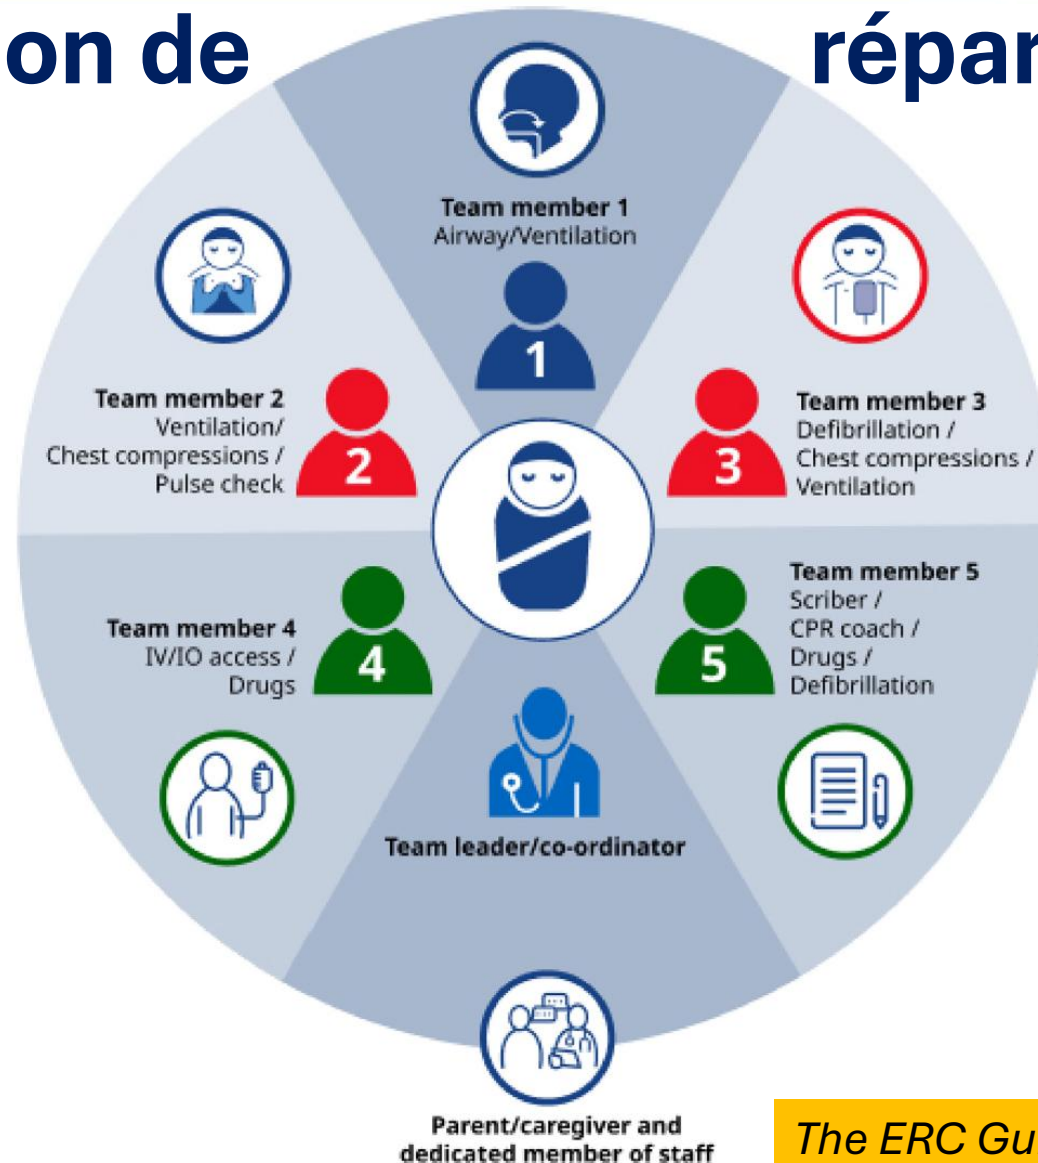 on de répar
Team member 1
Airway/Ventilation
1
Team member 2
Ventilation/
Chest compressions /
Pulse check
2
3
Team member 3
Defibrillation /
Chest compressions /
Ventilation
Team member 4
IV/IO access /
Drugs
4
5
Team member 5
Scriber /
CPR coach /
Drugs /
Defibrillation
Team leader/co-ordinator
Parent/caregiver and
dedicated member of staff
The ERC Gu